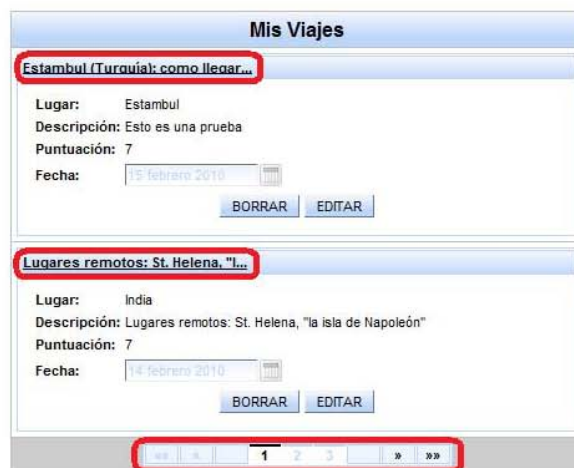 Mis Viajes
Estambul (Turquía): como llegar...
Lugar: Estambul
Descripción: Esto es una prueba
Puntuación: 7
Fecha: 15 febrero 2010
BORRAR EDITAR
Lugares remotos: St. Helena, "l...
Lugar: India
Descripción: Lugares remotos: St. Helena, "la isla de Napoleón"
Puntuación: 7
Fecha: 14 febrero 2010
BORRAR EDITAR
«« « 1 2 3 » »»